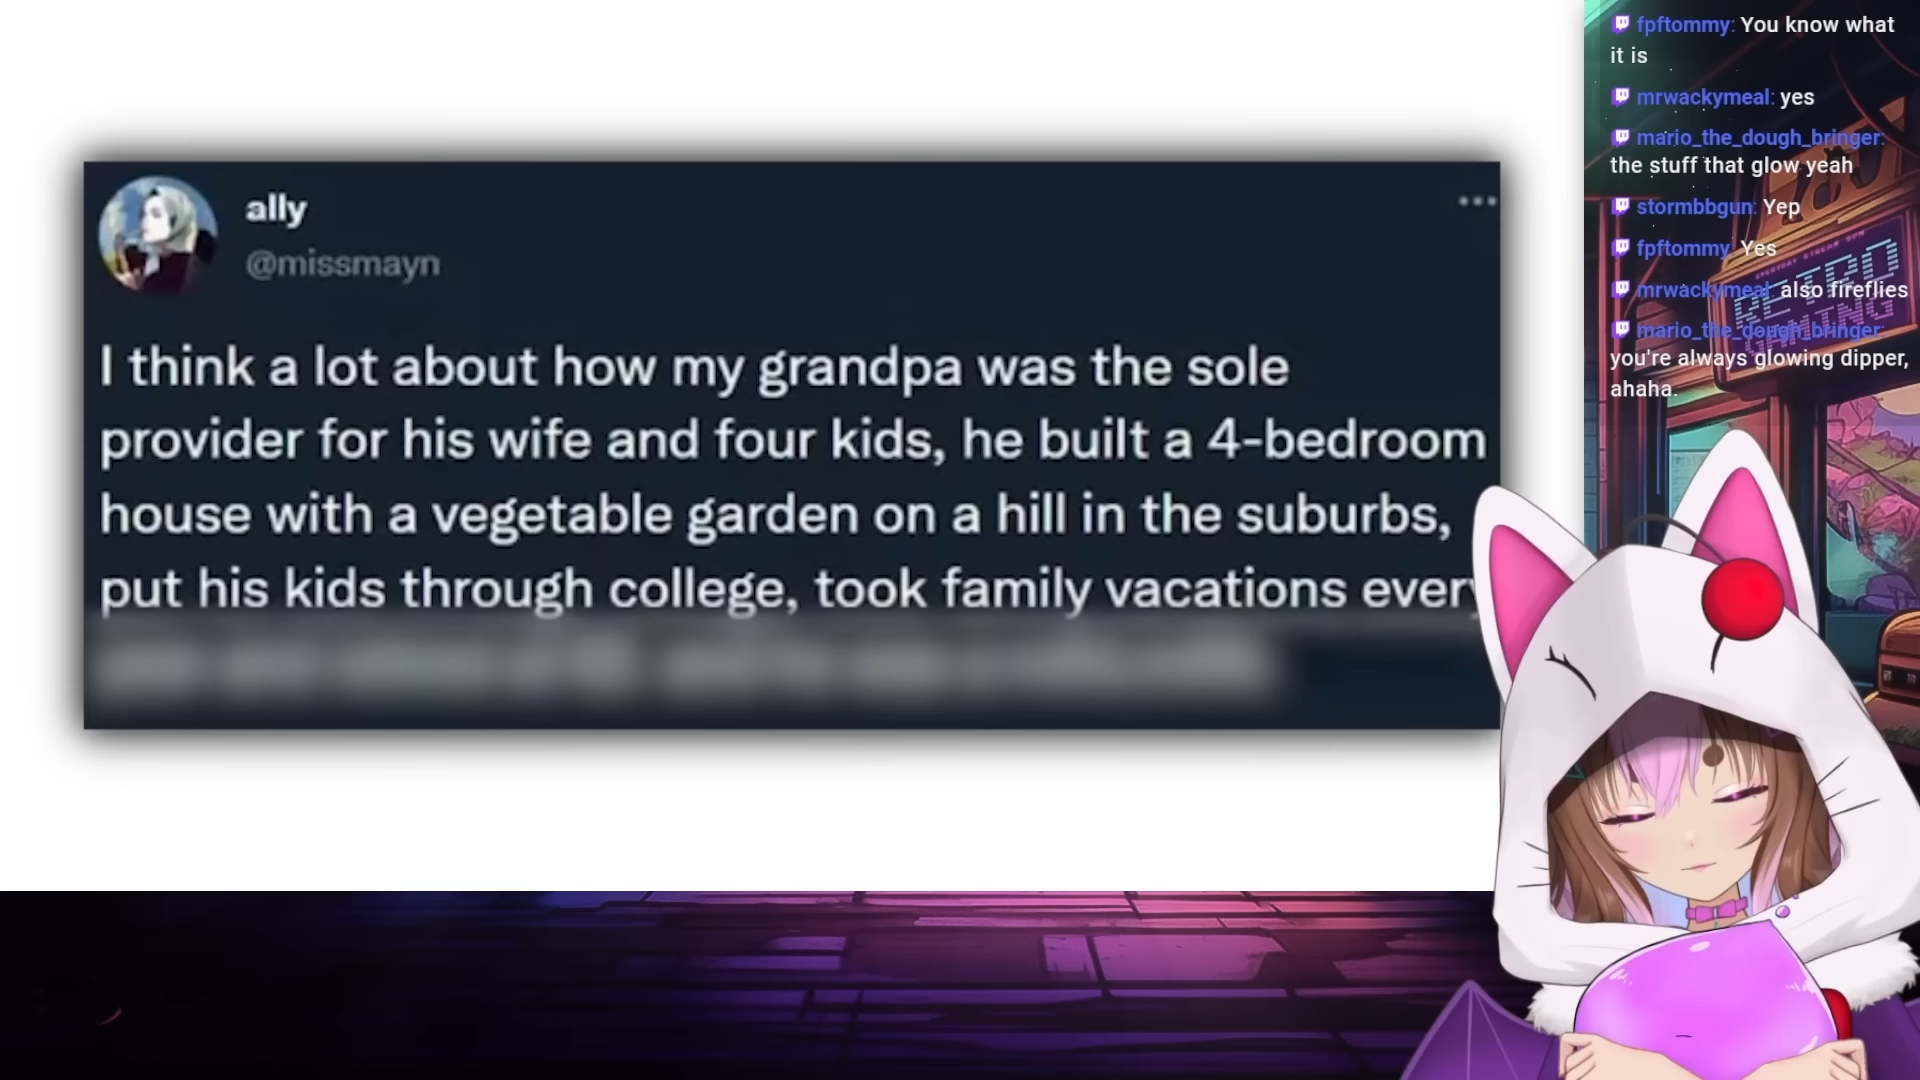 ally
@missmayn
I think a lot about how my grandpa was the sole
provider for his wife and four kids, he built a 4-bedroom
house with a vegetable garden on a hill in the suburbs,
put his kids through college, took family vacations every
fpftommy: You know what
it is
mrwackymeal: yes
mario_the_dough_bringer:
the stuff that glow yeah
stormbbgun: Yep
fpftommy: Yes
mrwackymeal: also fireflies
mario_the_dough_bringer:
you're always glowing dipper,
ahaha.
RETRO
GAMING